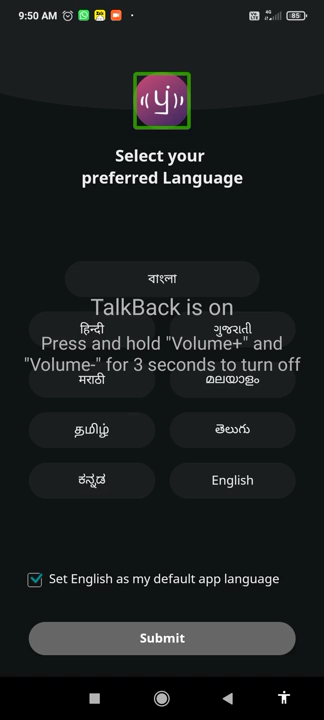 9:50 AM
85
Select your
preferred Language
বাংলা
TalkBack is on
हिन्दी
ગુજરાતી
Press and hold "Volume+" and
"Volume-" for 3 seconds to turn off
मराठी
മലയാളം
தமிழ்
తెలుగు
ಕನ್ನಡ
English
Set English as my default app language
Submit